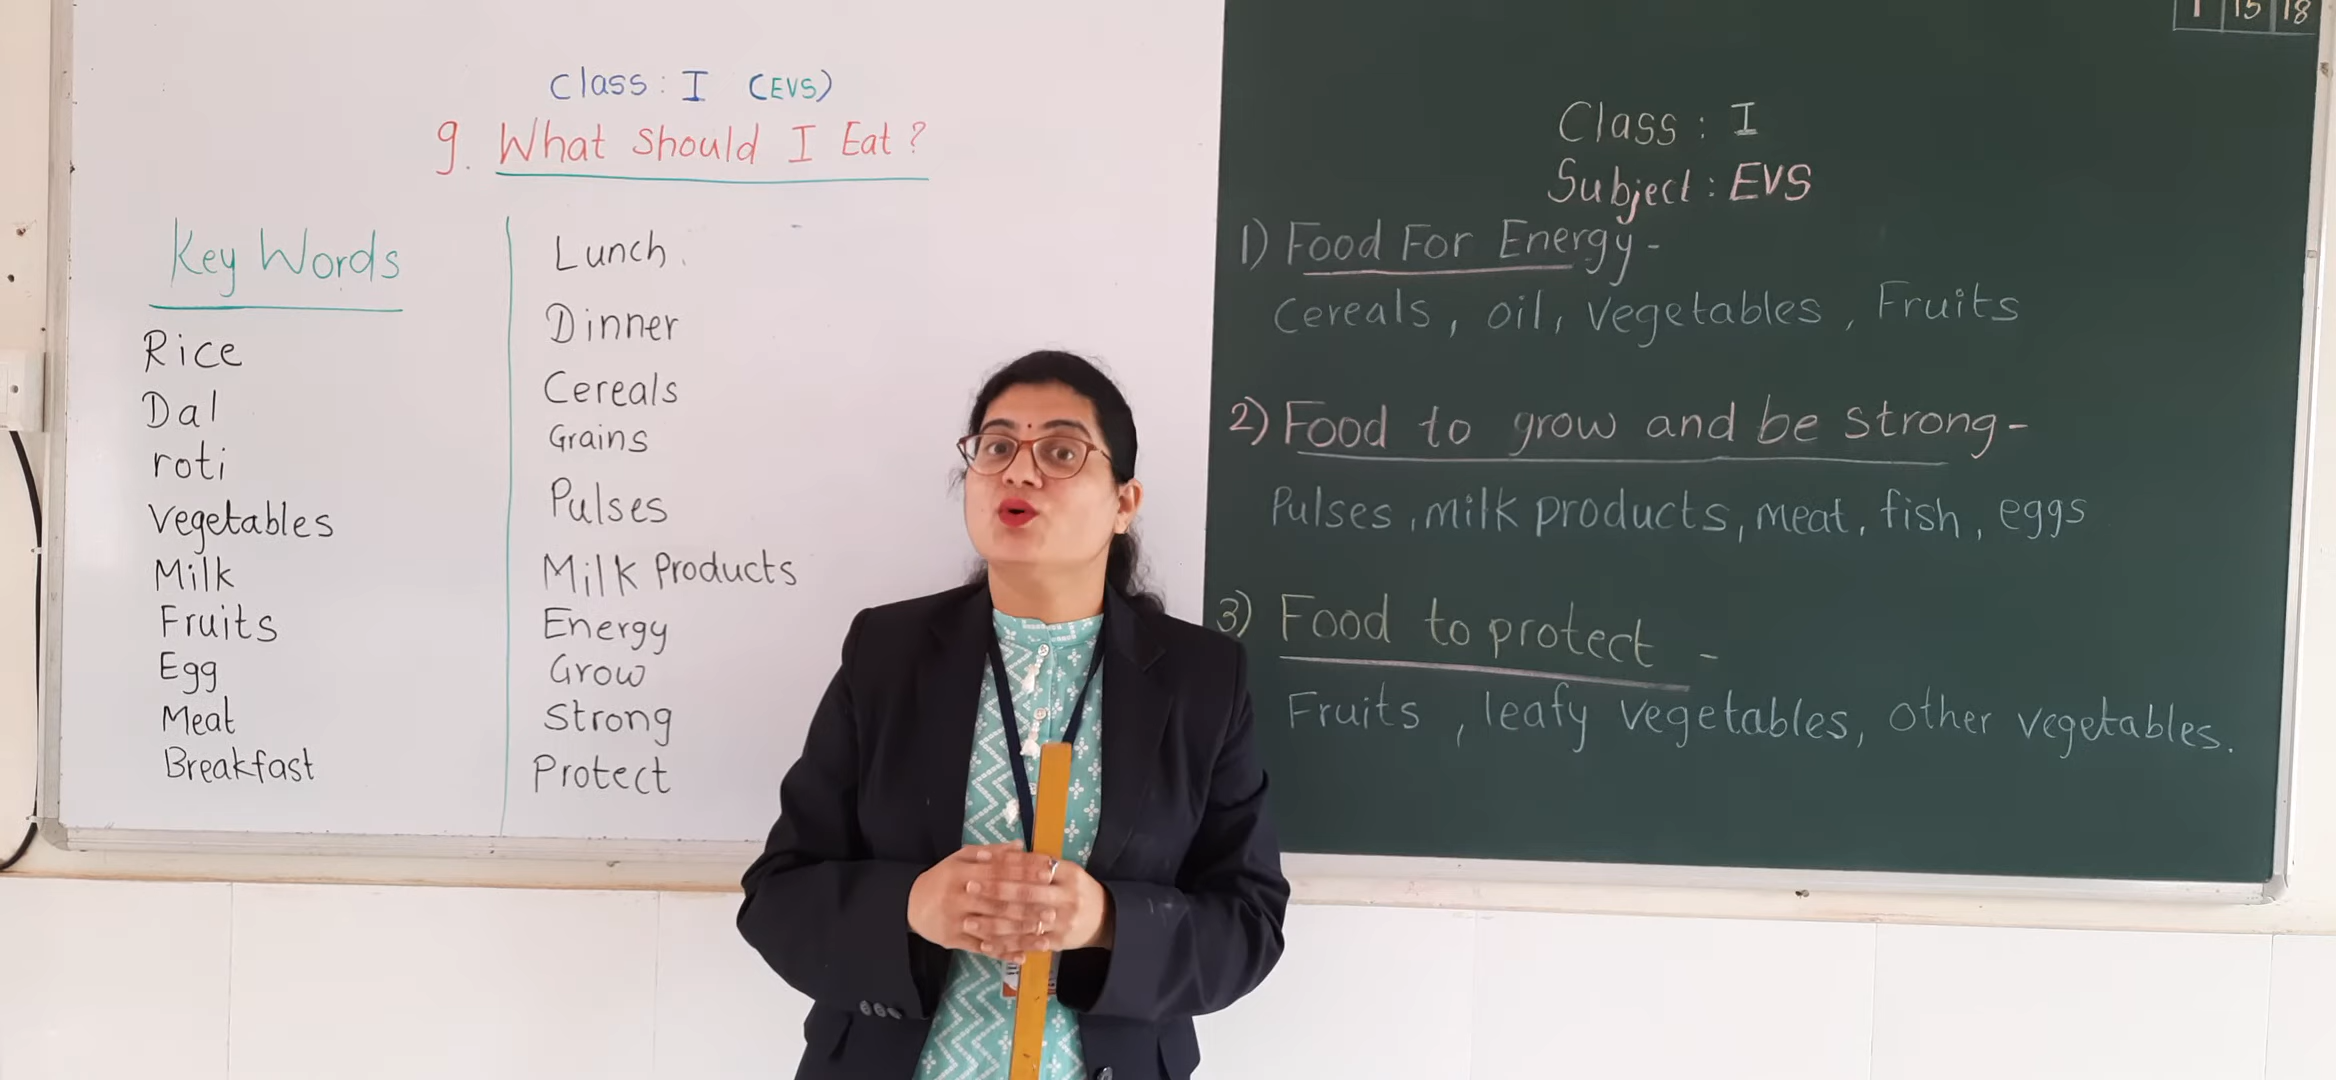 Class : I (EVS)
9. What should I Eat ?
Key Words
Rice
Dal
roti
Vegetables
Milk
Fruits
Egg
Meat
Breakfast
Lunch.
Dinner
Cereals
Grains
Pulses
Milk Products
Energy
Grow
Strong
Protect
1 15 18
Class : I
Subject : EVS
1) Food For Energy -
Cereals, oil, Vegetables, Fruits
2) Food to grow and be strong -
Pulses, milk products, meat, fish, eggs
3) Food to protect -
Fruits, leafy vegetables, other vegetables.